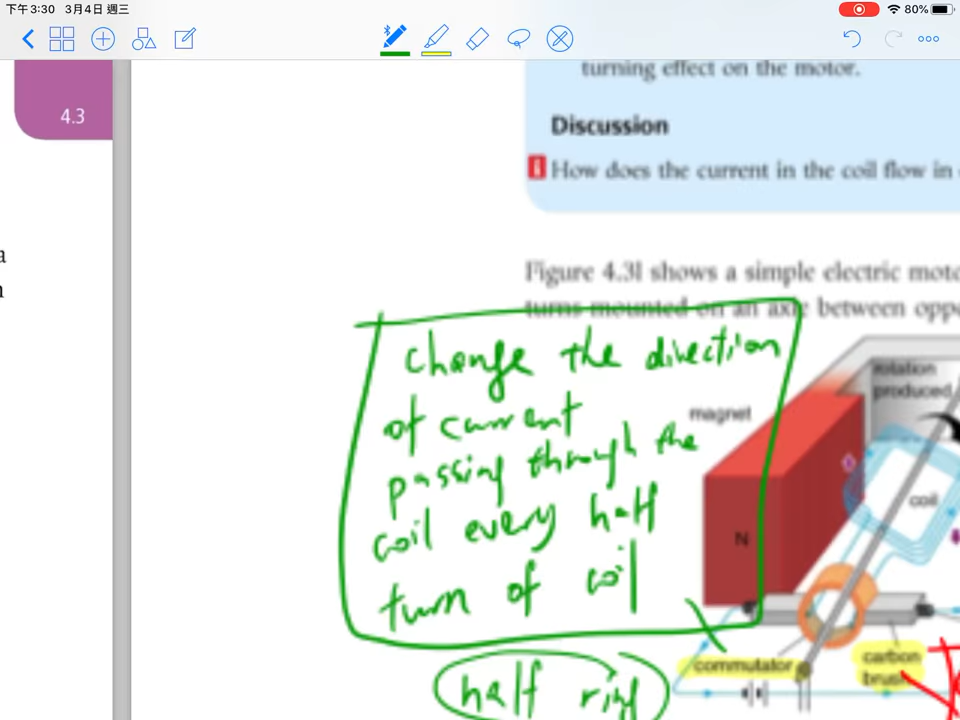 下午3:30 3月4日 週三
80%
4.3
a
n
turning effect on the motor.
Discussion
How does the current in the coil flow in
Figure 4.3l shows a simple electric moto
turns mounted on an axle between oppo
change the direction
of current
passing through the
coil every half
turn of coil
half ring
magnet
rotation
produced
coil
N
commutator
carbon
brush